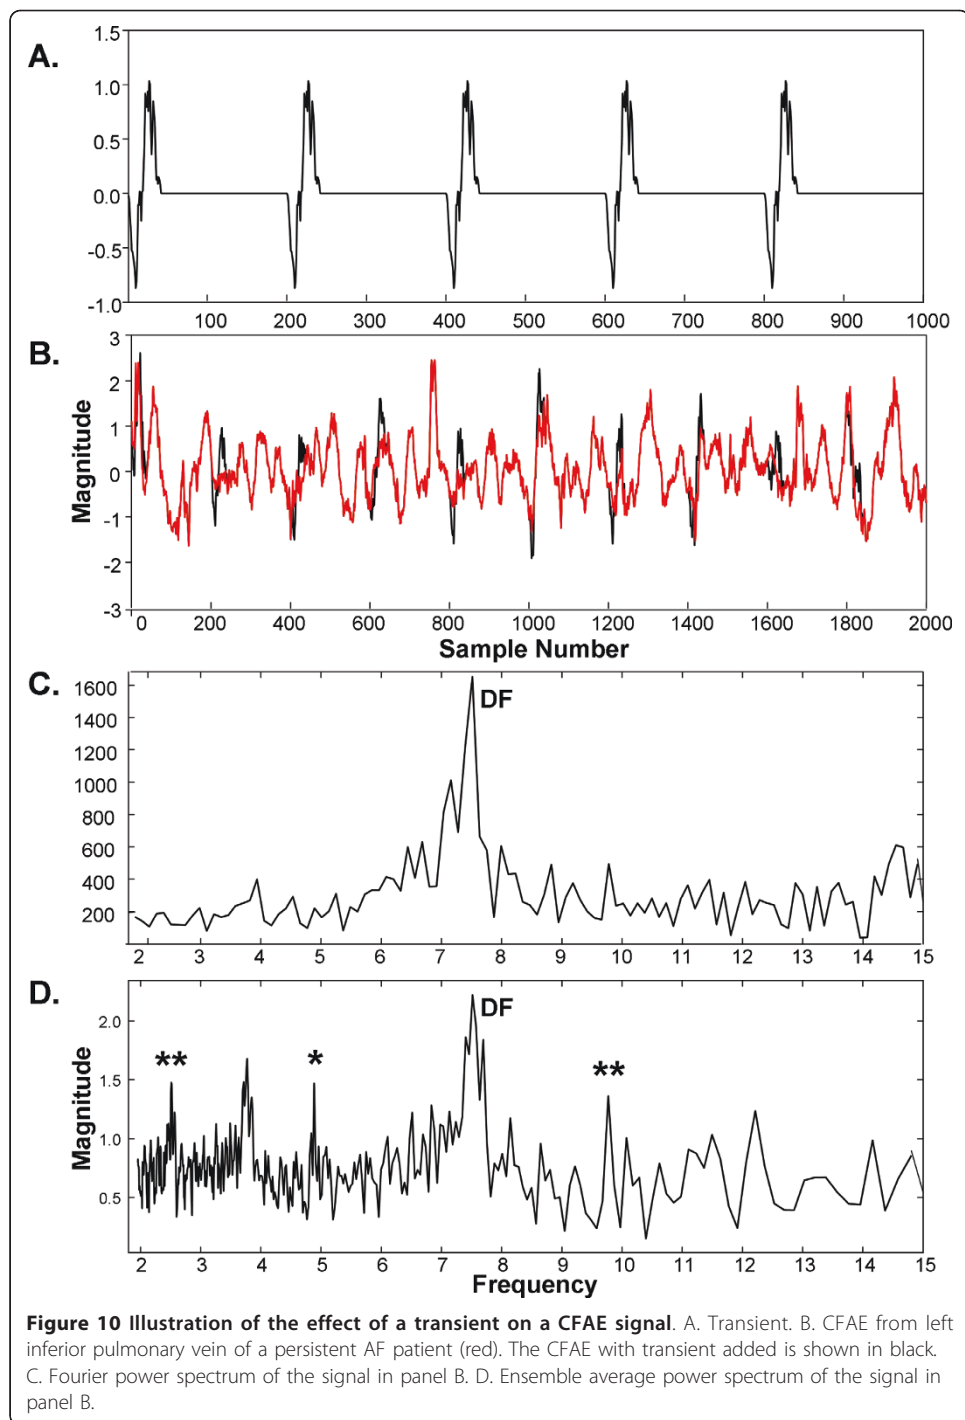 A.
1.5
1.0
0.5
0.0
-0.5
-1.0
100 200 300 400 500 600 700 800 900 1000
B.
Magnitude
3
2
1
0
-1
-2
-3
0 200 400 600 800 1000 1200 1400 1600 1800 2000
Sample Number
C.
1600
1400
1200
1000
800
600
400
200
DF
2 3 4 5 6 7 8 9 10 11 12 13 14 15
D.
Magnitude
2.0
1.5
1.0
0.5
** * DF **
2 3 4 5 6 7 8 9 10 11 12 13 14 15
Frequency
Figure 10 Illustration of the effect of a transient on a CFAE signal. A. Transient. B. CFAE from left
inferior pulmonary vein of a persistent AF patient (red). The CFAE with transient added is shown in black.
C. Fourier power spectrum of the signal in panel B. D. Ensemble average power spectrum of the signal in
panel B.